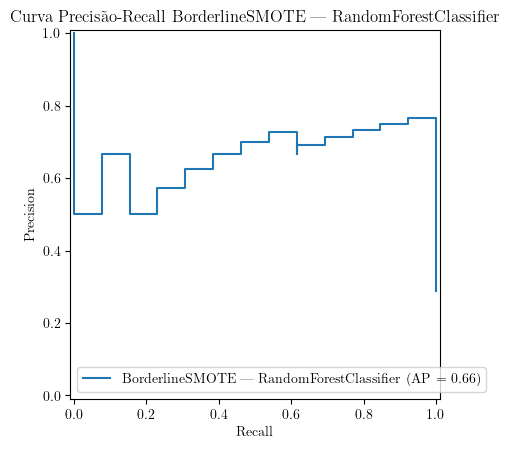 Curva Precisão-Recall BorderlineSMOTE — RandomForestClassifier
1.0
0.8
0.6
0.4
0.2
0.0
Precision
BorderlineSMOTE — RandomForestClassifier (AP = 0.66)
0.0 0.2 0.4 0.6 0.8 1.0
Recall